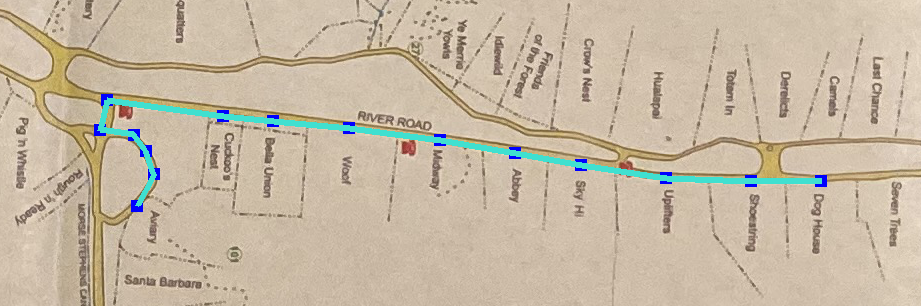 Ye Merrie
Yowls
Idlewild
Friends
of the Forest
Crow's Nest
Hualapai
Totem In
Derelicts
Camels
Last Chance
27
RIVER ROAD
Pig 'n Whistle
Cuckoo's
Nest
Bella Union
Woof
Midway
Abbey
Sky Hi
Uplifters
Shoestring
Dog House
Seven Trees
Rough 'n Ready
Aviary
101
Santa Barbara